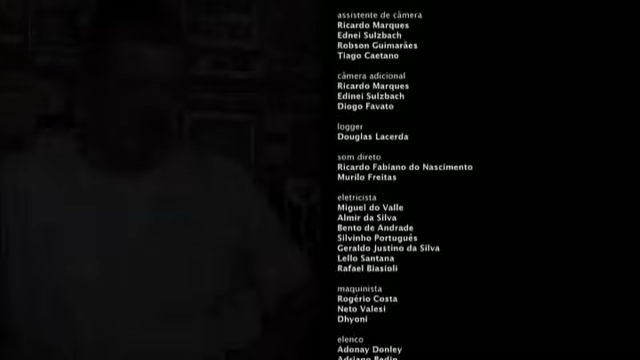 assistente de câmera
Ricardo Marques
Ednei Sulzbach
Robson Guimarães
Tiago Caetano
câmera adicional
Ricardo Marques
Edinei Sulzbach
Diogo Favato
logger
Douglas Lacerda
som direto
Ricardo Fabiano do Nascimento
Murilo Freitas
eletricista
Miguel do Valle
Almir da Silva
Bento de Andrade
Silvinho Português
Geraldo Justino da Silva
Lello Santana
Rafael Biasioli
maquinista
Rogério Costa
Neto Valesi
Dhyoni
elenco
Adonay Donley
Adriano Bedin